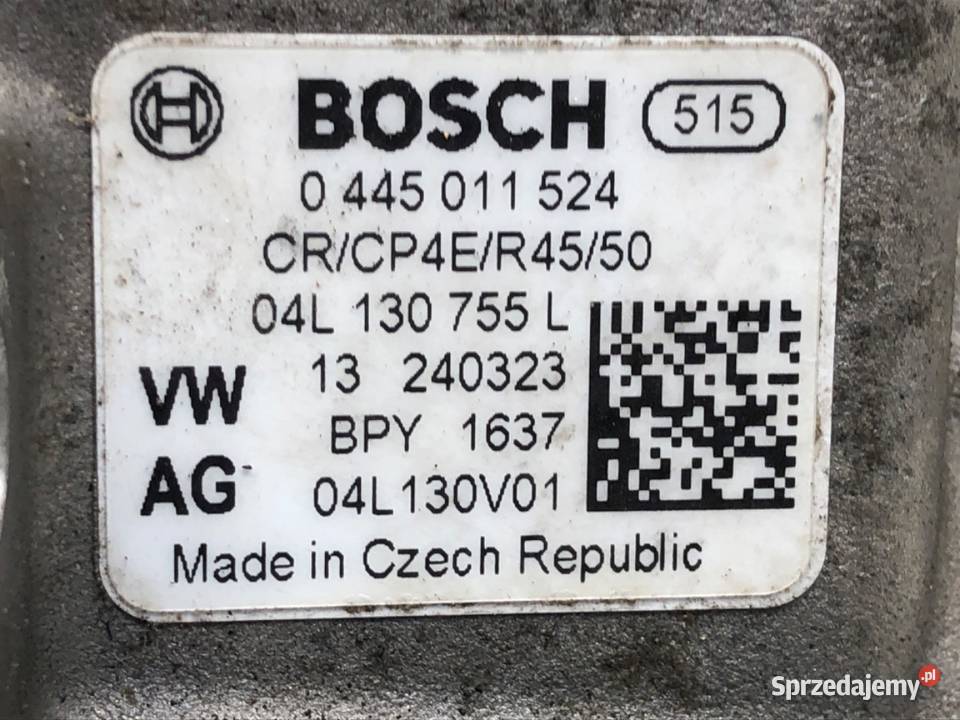 BOSCH 515
0 445 011 524
CR/CP4E/R45/50
04L 130 755 L
VW 13 240323
BPY 1637
AG 04L130V01
Made in Czech Republic
Sprzedajemy.pl